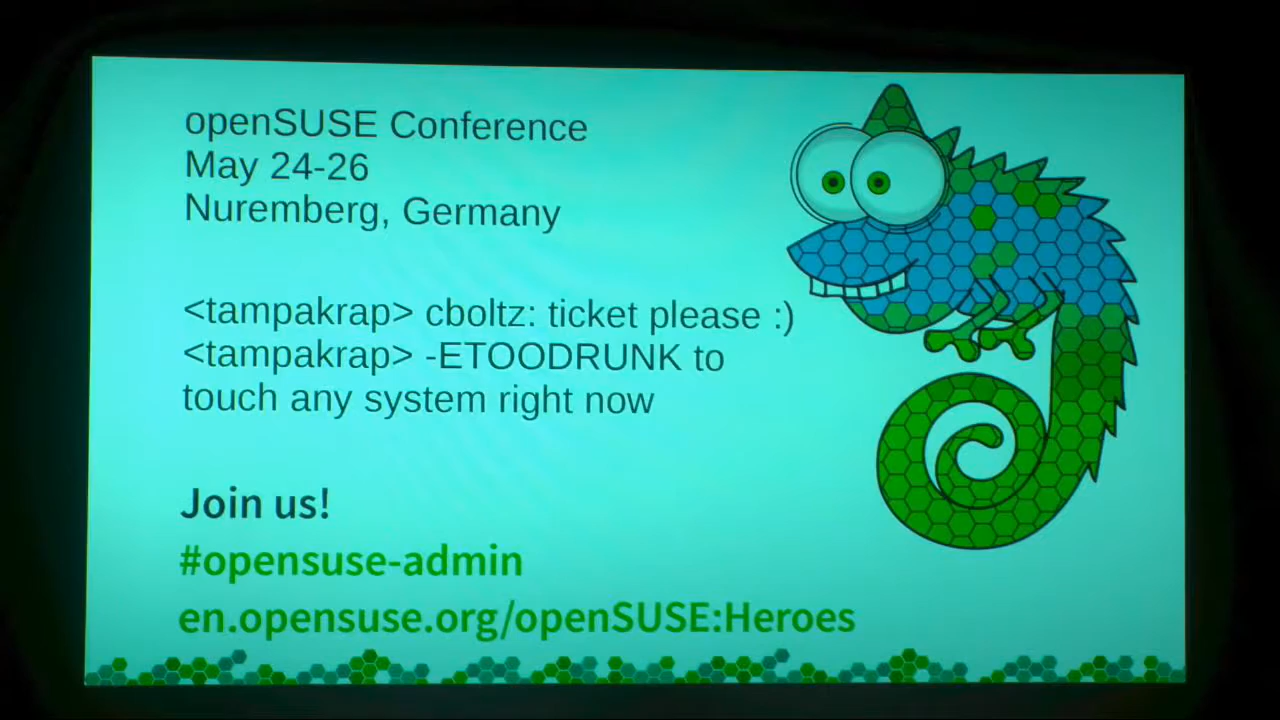 openSUSE Conference
May 24-26
Nuremberg, Germany
<tampakrap> cboltz: ticket please :)
<tampakrap> -ETOODRUNK to
touch any system right now
Join us!
#opensuse-admin
en.opensuse.org/openSUSE:Heroes